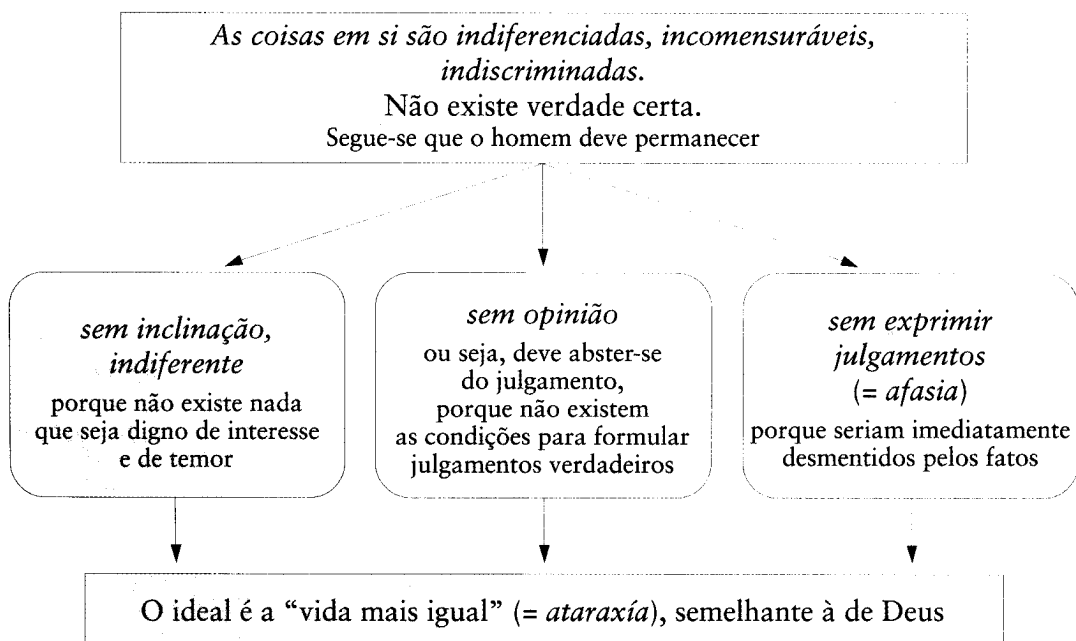 As coisas em si são indiferenciadas, incomensuráveis,
indiscriminadas.
Não existe verdade certa.
Segue-se que o homem deve permanecer
sem inclinação,
indiferente
porque não existe nada
que seja digno de interesse
e de temor
sem opinião
ou seja, deve abster-se
do julgamento,
porque não existem
as condições para formular
julgamentos verdadeiros
sem exprimir
julgamentos
(= afasia)
porque seriam imediatamente
desmentidos pelos fatos
O ideal é a “vida mais igual” (= ataraxía), semelhante à de Deus